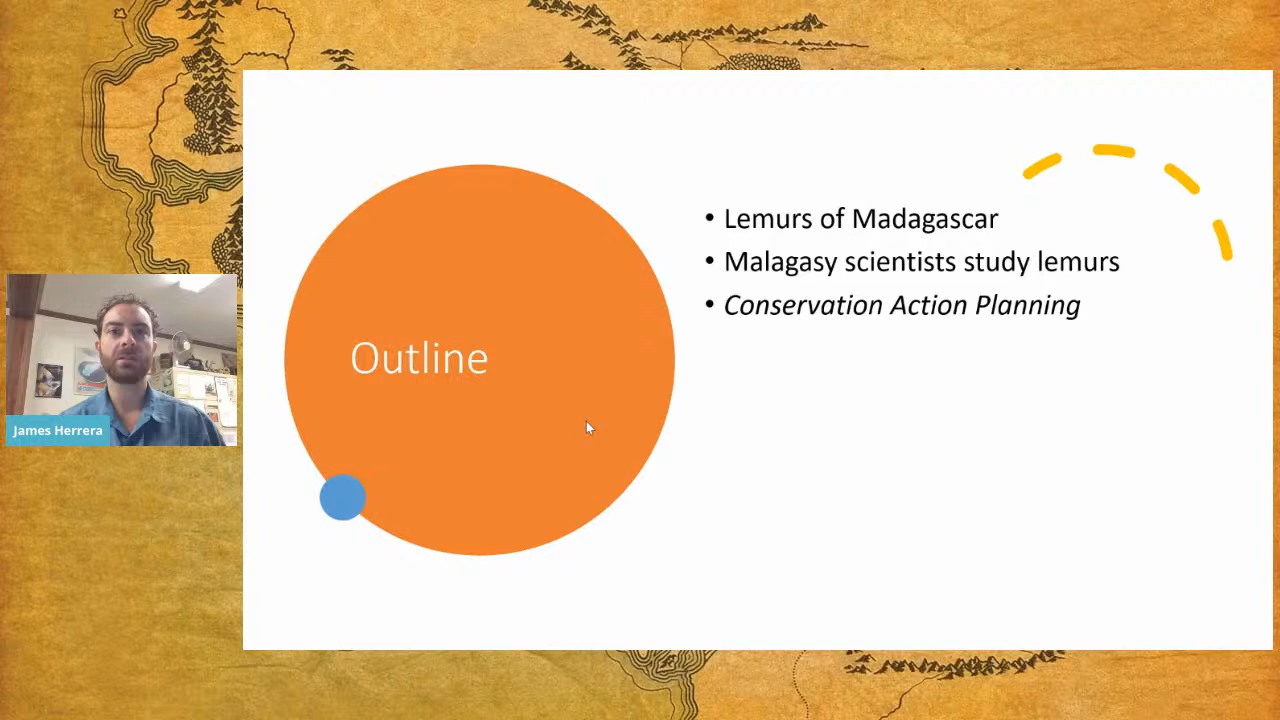 Outline
• Lemurs of Madagascar
• Malagasy scientists study lemurs
• Conservation Action Planning
James Herrera